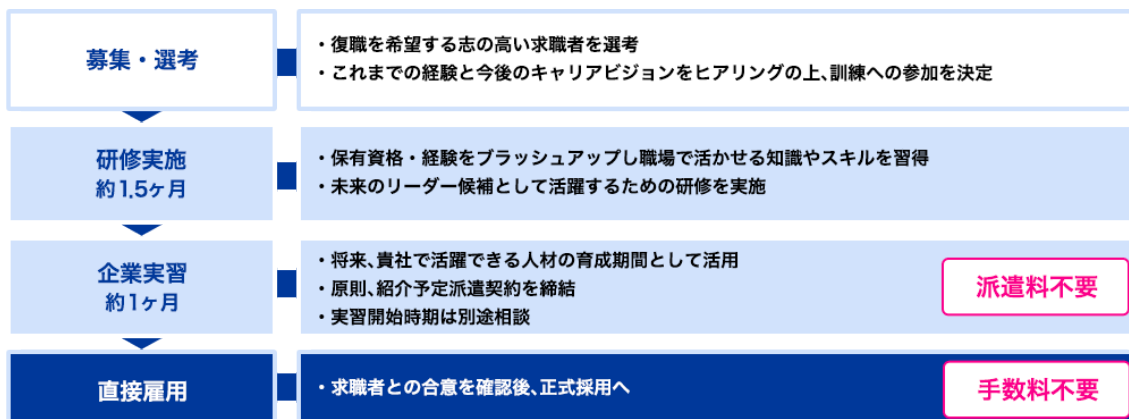 募集・選考
・復職を希望する志の高い求職者を選考
・これまでの経験と今後のキャリアビジョンをヒアリングの上、訓練への参加を決定
研修実施
約1.5ヶ月
・保有資格・経験をブラッシュアップし職場で活かせる知識やスキルを習得
・未来のリーダー候補として活躍するための研修を実施
企業実習
約1ヶ月
・将来、貴社で活躍できる人材の育成期間として活用
・原則、紹介予定派遣契約を締結
・実習開始時期は別途相談
派遣料不要
直接雇用
・求職者との合意を確認後、正式採用へ
手数料不要